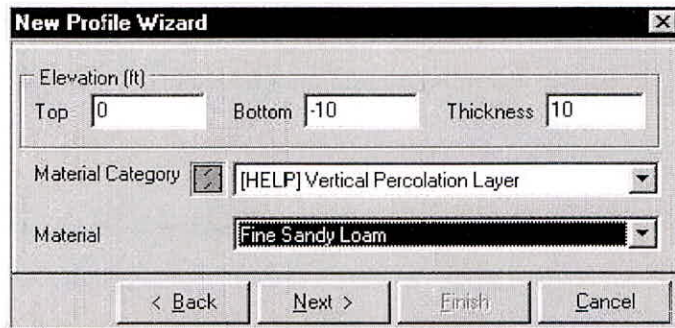 New Profile Wizard
Elevation (ft)
Top 0 Bottom -10 Thickness 10
Material Category [HELP] Vertical Percolation Layer
Material Fine Sandy Loam
< Back Next > Finish Cancel